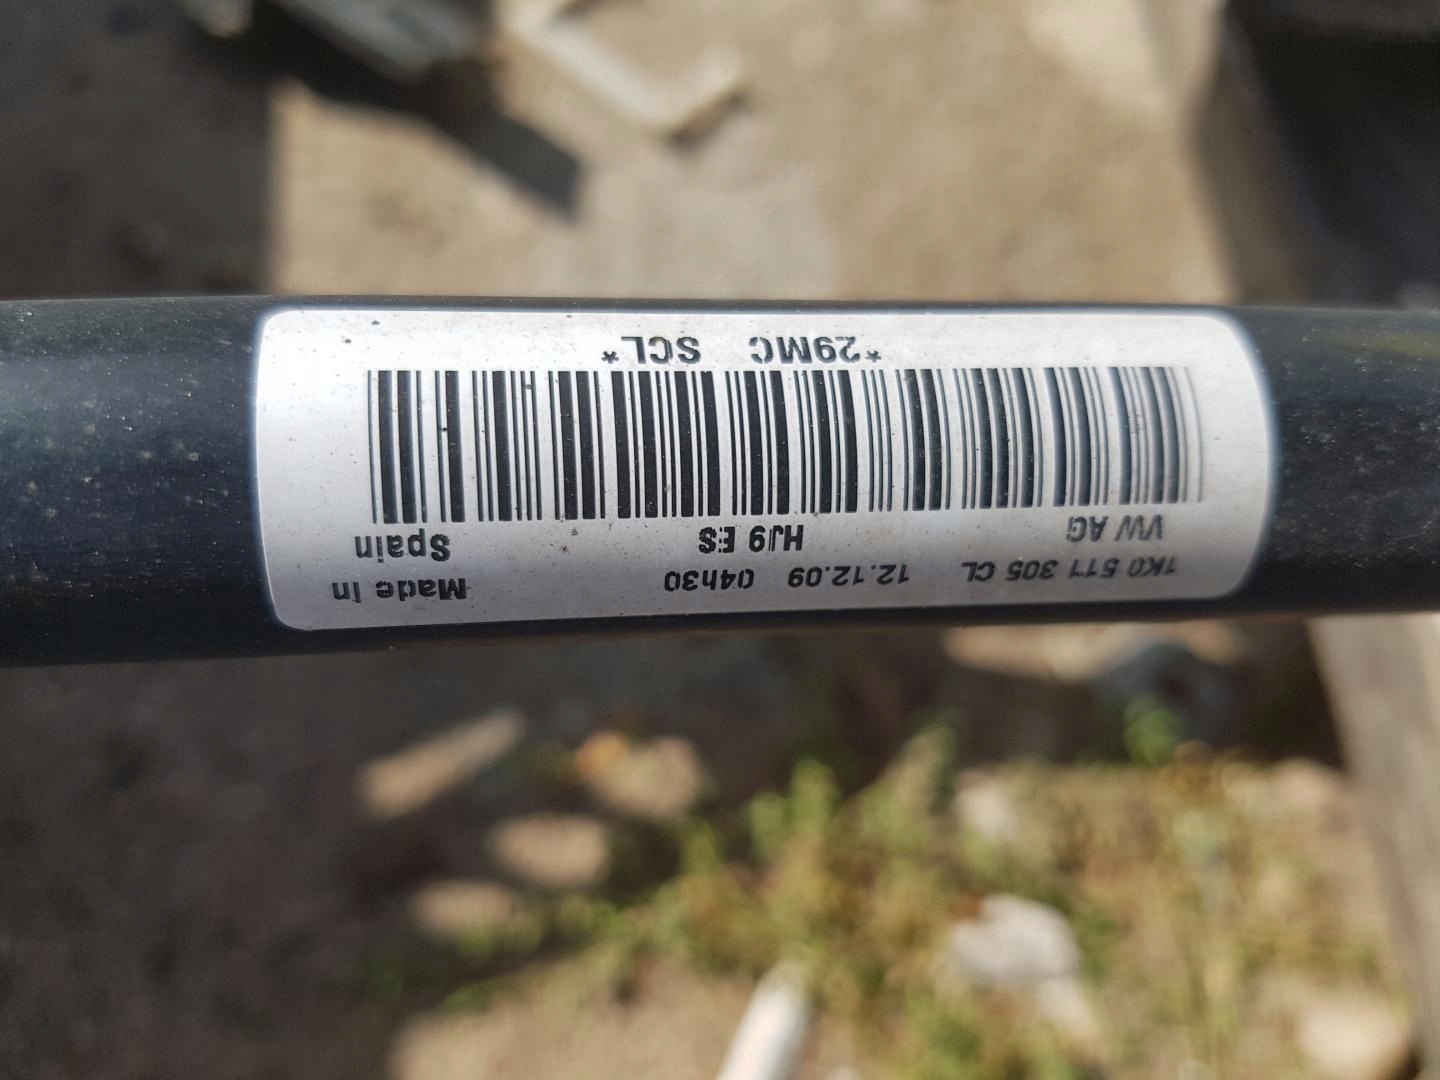 1K0 511 305 CL 12.12.09 04h30 Made in
VW AG HJ9 ES Spain
*29MC SCL*